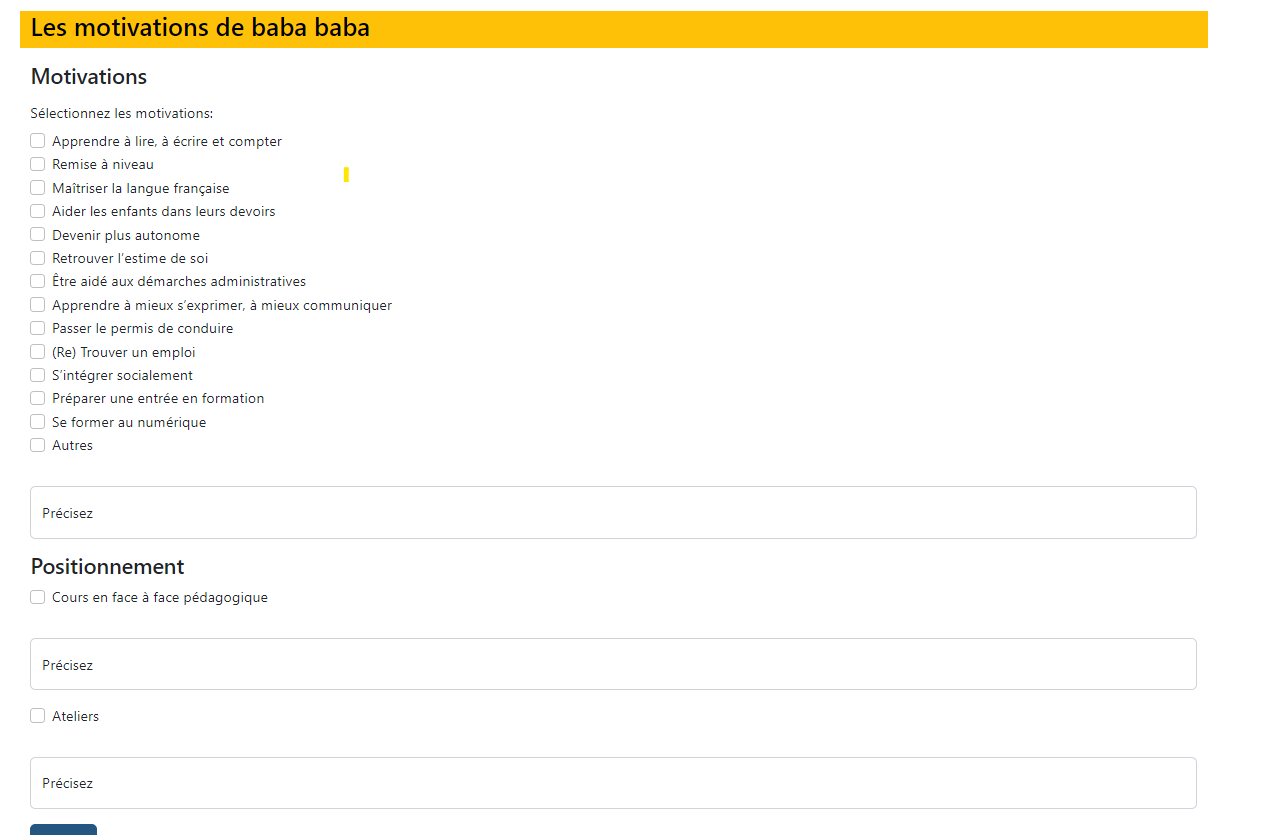 Les motivations de baba baba
Motivations
Sélectionnez les motivations:
Apprendre à lire, à écrire et compter
Remise à niveau
Maîtriser la langue française
Aider les enfants dans leurs devoirs
Devenir plus autonome
Retrouver l'estime de soi
Être aidé aux démarches administratives
Apprendre à mieux s'exprimer, à mieux communiquer
Passer le permis de conduire
(Re) Trouver un emploi
S'intégrer socialement
Préparer une entrée en formation
Se former au numérique
Autres
Précisez
Positionnement
Cours en face à face pédagogique
Précisez
Ateliers
Précisez